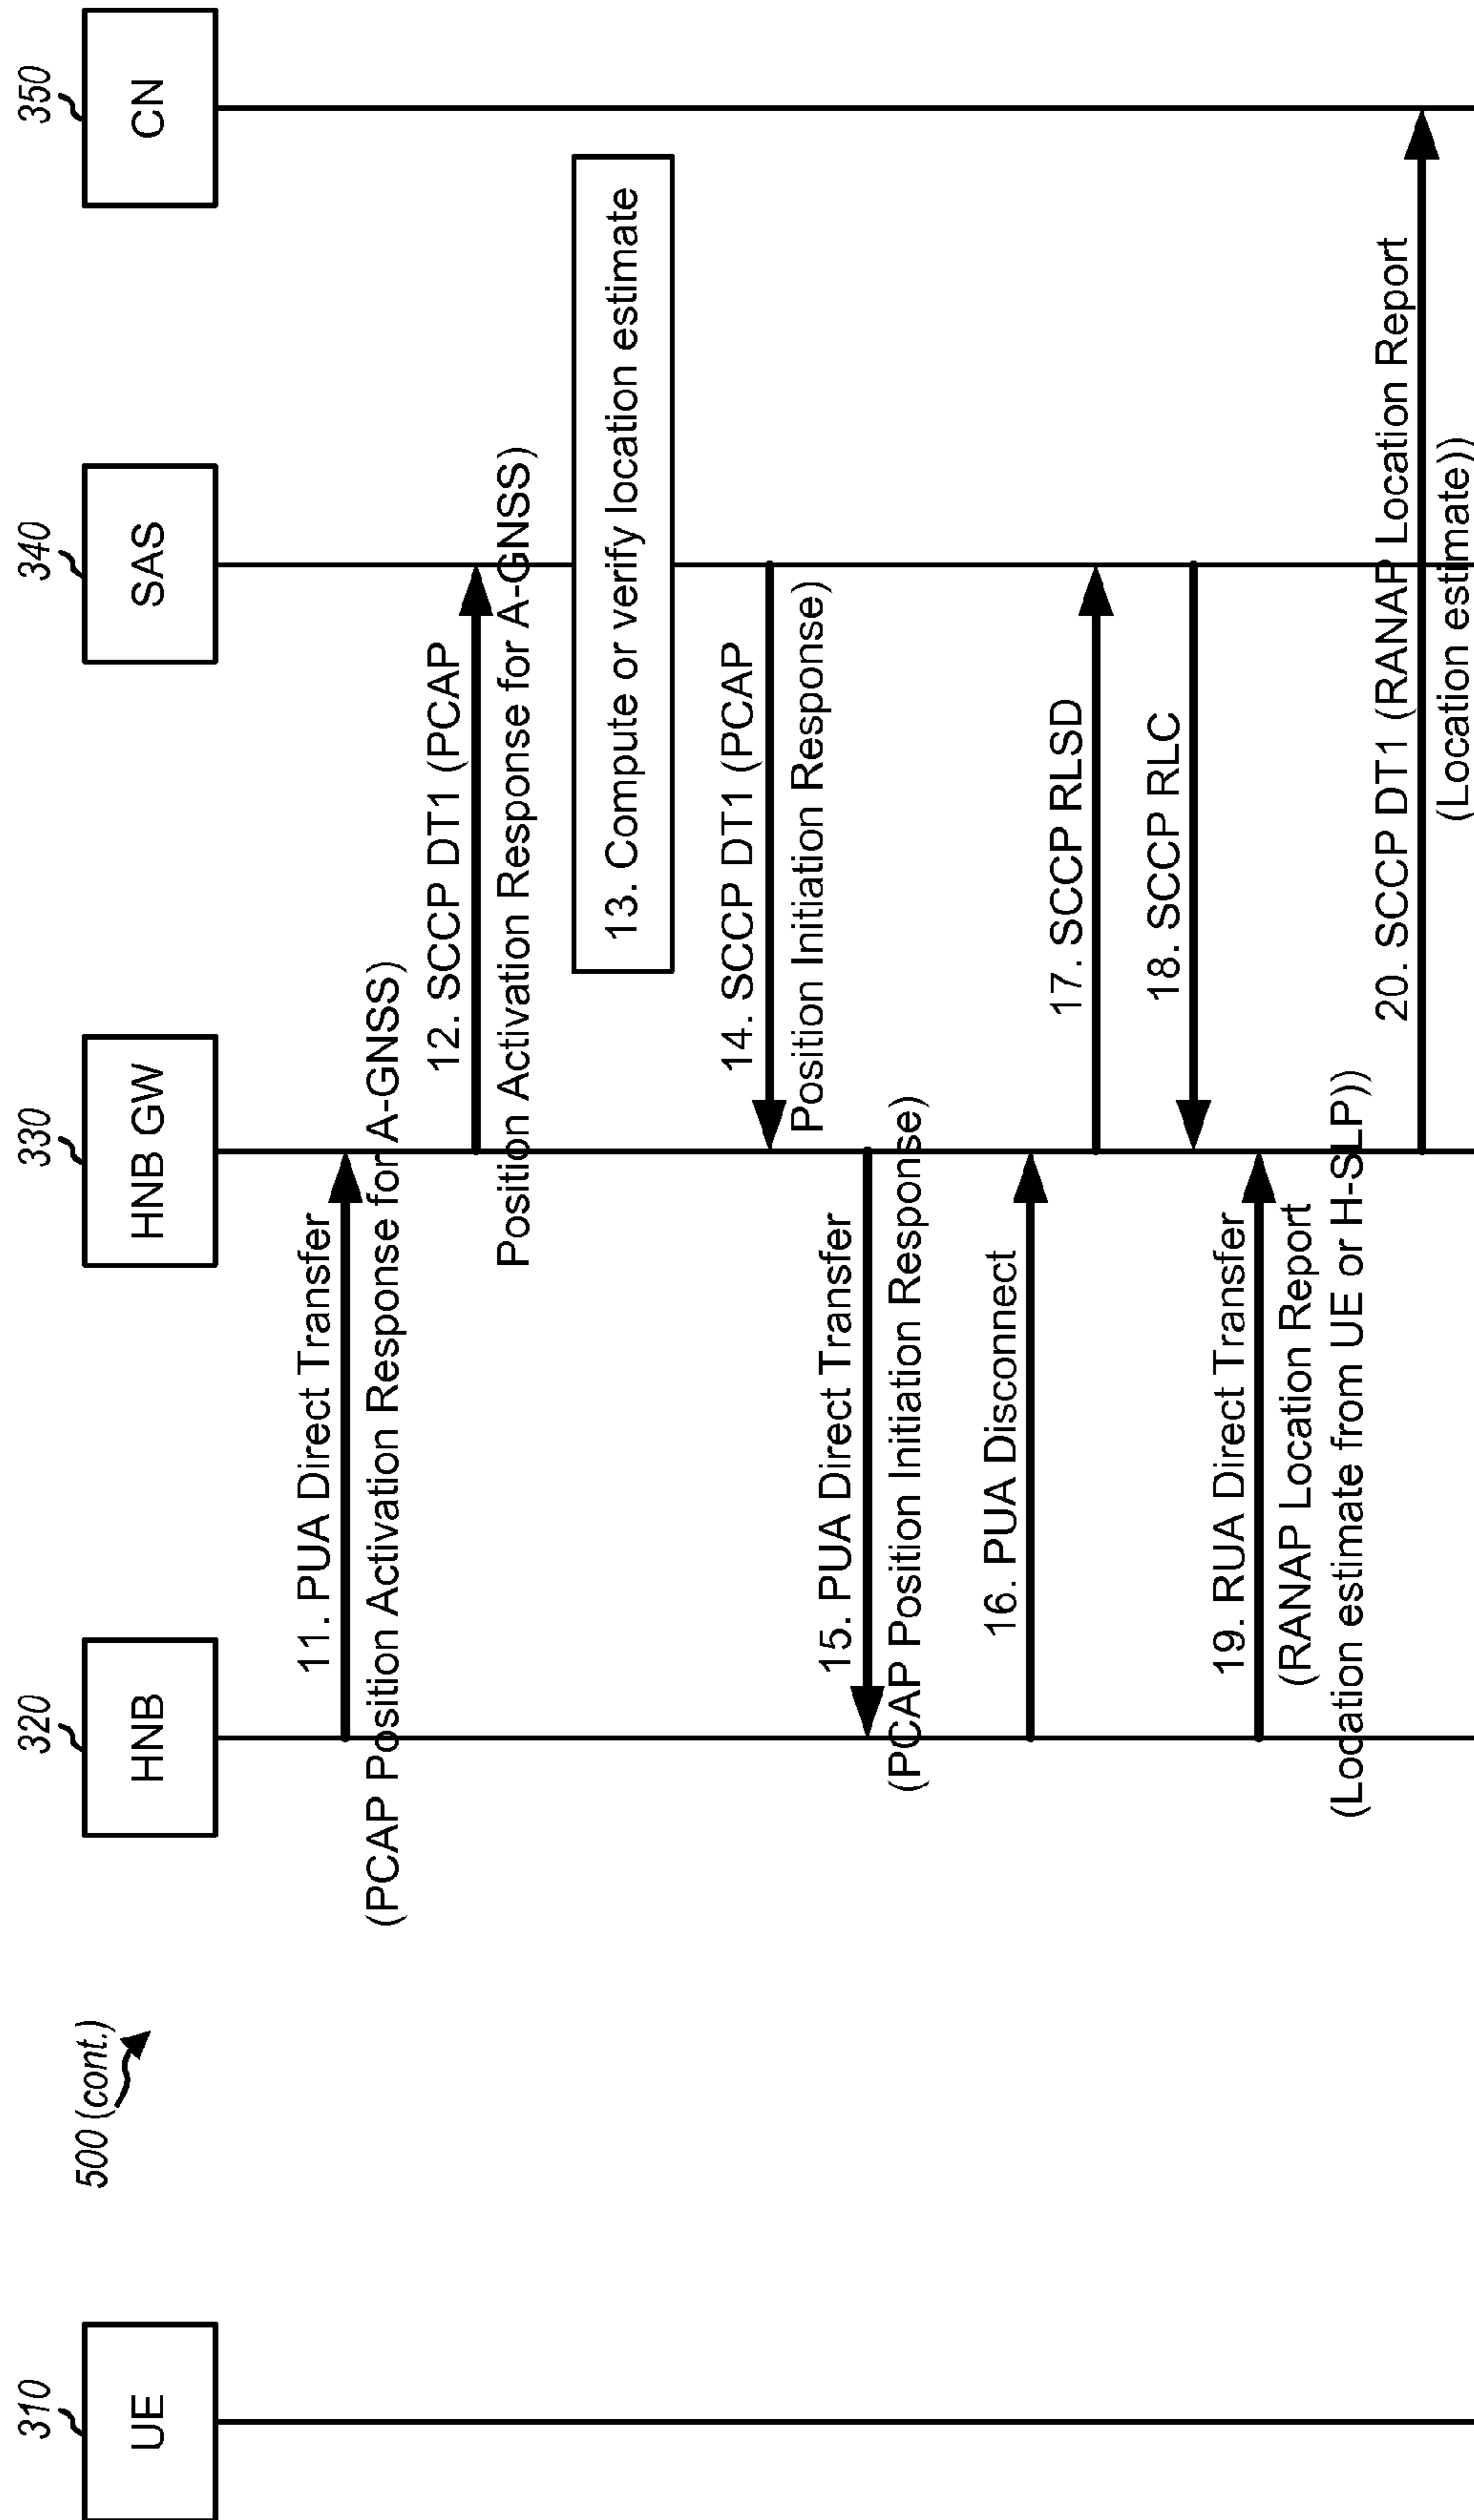 500 (cont.)
310
UE
320
HNB
330
HNB GW
340
SAS
350
CN
11. PUA Direct Transfer
(PCAP Position Activation Response for A-GNSS)
12. SCCP DT1 (PCAP
Position Activation Response for A-GNSS)
13. Compute or verify location estimate
14. SCCP DT1 (PCAP
Position Initiation Response)
15. PUA Direct Transfer
(PCAP Position Initiation Response)
16. PUA Disconnect
17. SCCP RLSD
18. SCCP RLC
19. RUA Direct Transfer
(RANAP Location Report
(Location estimate from UE or H-SLP))
20. SCCP DT1 (RANAP Location Report
(Location estimate))